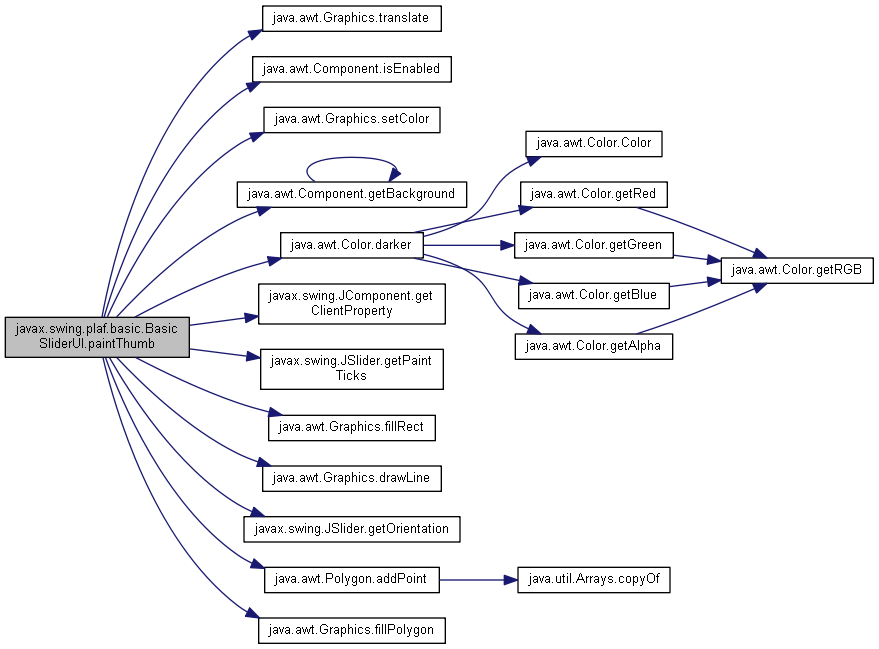 java.awt.Graphics.translate
java.awt.Component.isEnabled
java.awt.Graphics.setColor
java.awt.Color.Color
java.awt.Component.getBackground
java.awt.Color.getRed
java.awt.Color.darker
java.awt.Color.getGreen
java.awt.Color.getRGB
javax.swing.JComponent.get
ClientProperty
java.awt.Color.getBlue
javax.swing.plaf.basic.Basic
SliderUI.paintThumb
java.awt.Color.getAlpha
javax.swing.JSlider.getPaint
Ticks
java.awt.Graphics.fillRect
java.awt.Graphics.drawLine
javax.swing.JSlider.getOrientation
java.awt.Polygon.addPoint
java.util.Arrays.copyOf
java.awt.Graphics.fillPolygon